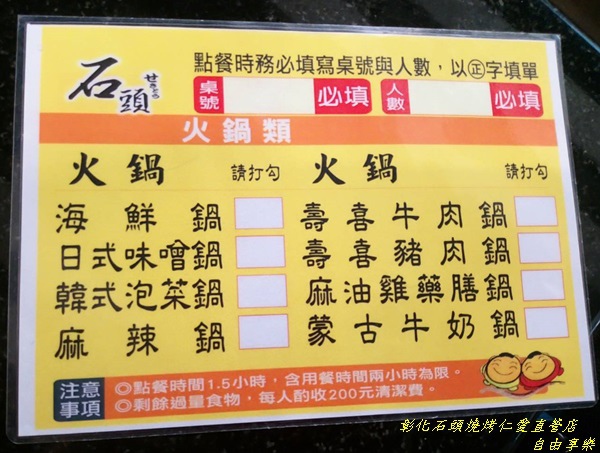 石頭
點餐時務必填寫桌號與人數，以㊣字填單
桌號 必填 人數 必填
火鍋類
火鍋 請打勾 火鍋 請打勾
海鮮鍋 壽喜牛肉鍋
日式味噌鍋 壽喜豬肉鍋
韓式泡菜鍋 麻油雞藥膳鍋
麻辣鍋 蒙古牛奶鍋
注意事項
◎點餐時間1.5小時，含用餐時間兩小時為限。
◎剩餘過量食物，每人酌收200元清潔費。
彰化石頭燒烤仁愛直營店
自由享樂